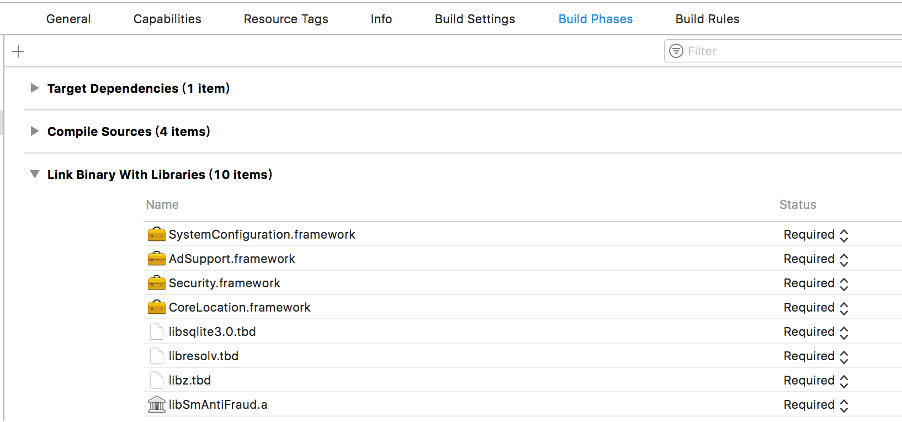 General Capabilities Resource Tags Info Build Settings Build Phases Build Rules
Filter
Target Dependencies (1 item)
Compile Sources (4 items)
Link Binary With Libraries (10 items)
Name Status
SystemConfiguration.framework Required
AdSupport.framework Required
Security.framework Required
CoreLocation.framework Required
libsqlite3.0.tbd Required
libresolv.tbd Required
libz.tbd Required
libSmAntiFraud.a Required